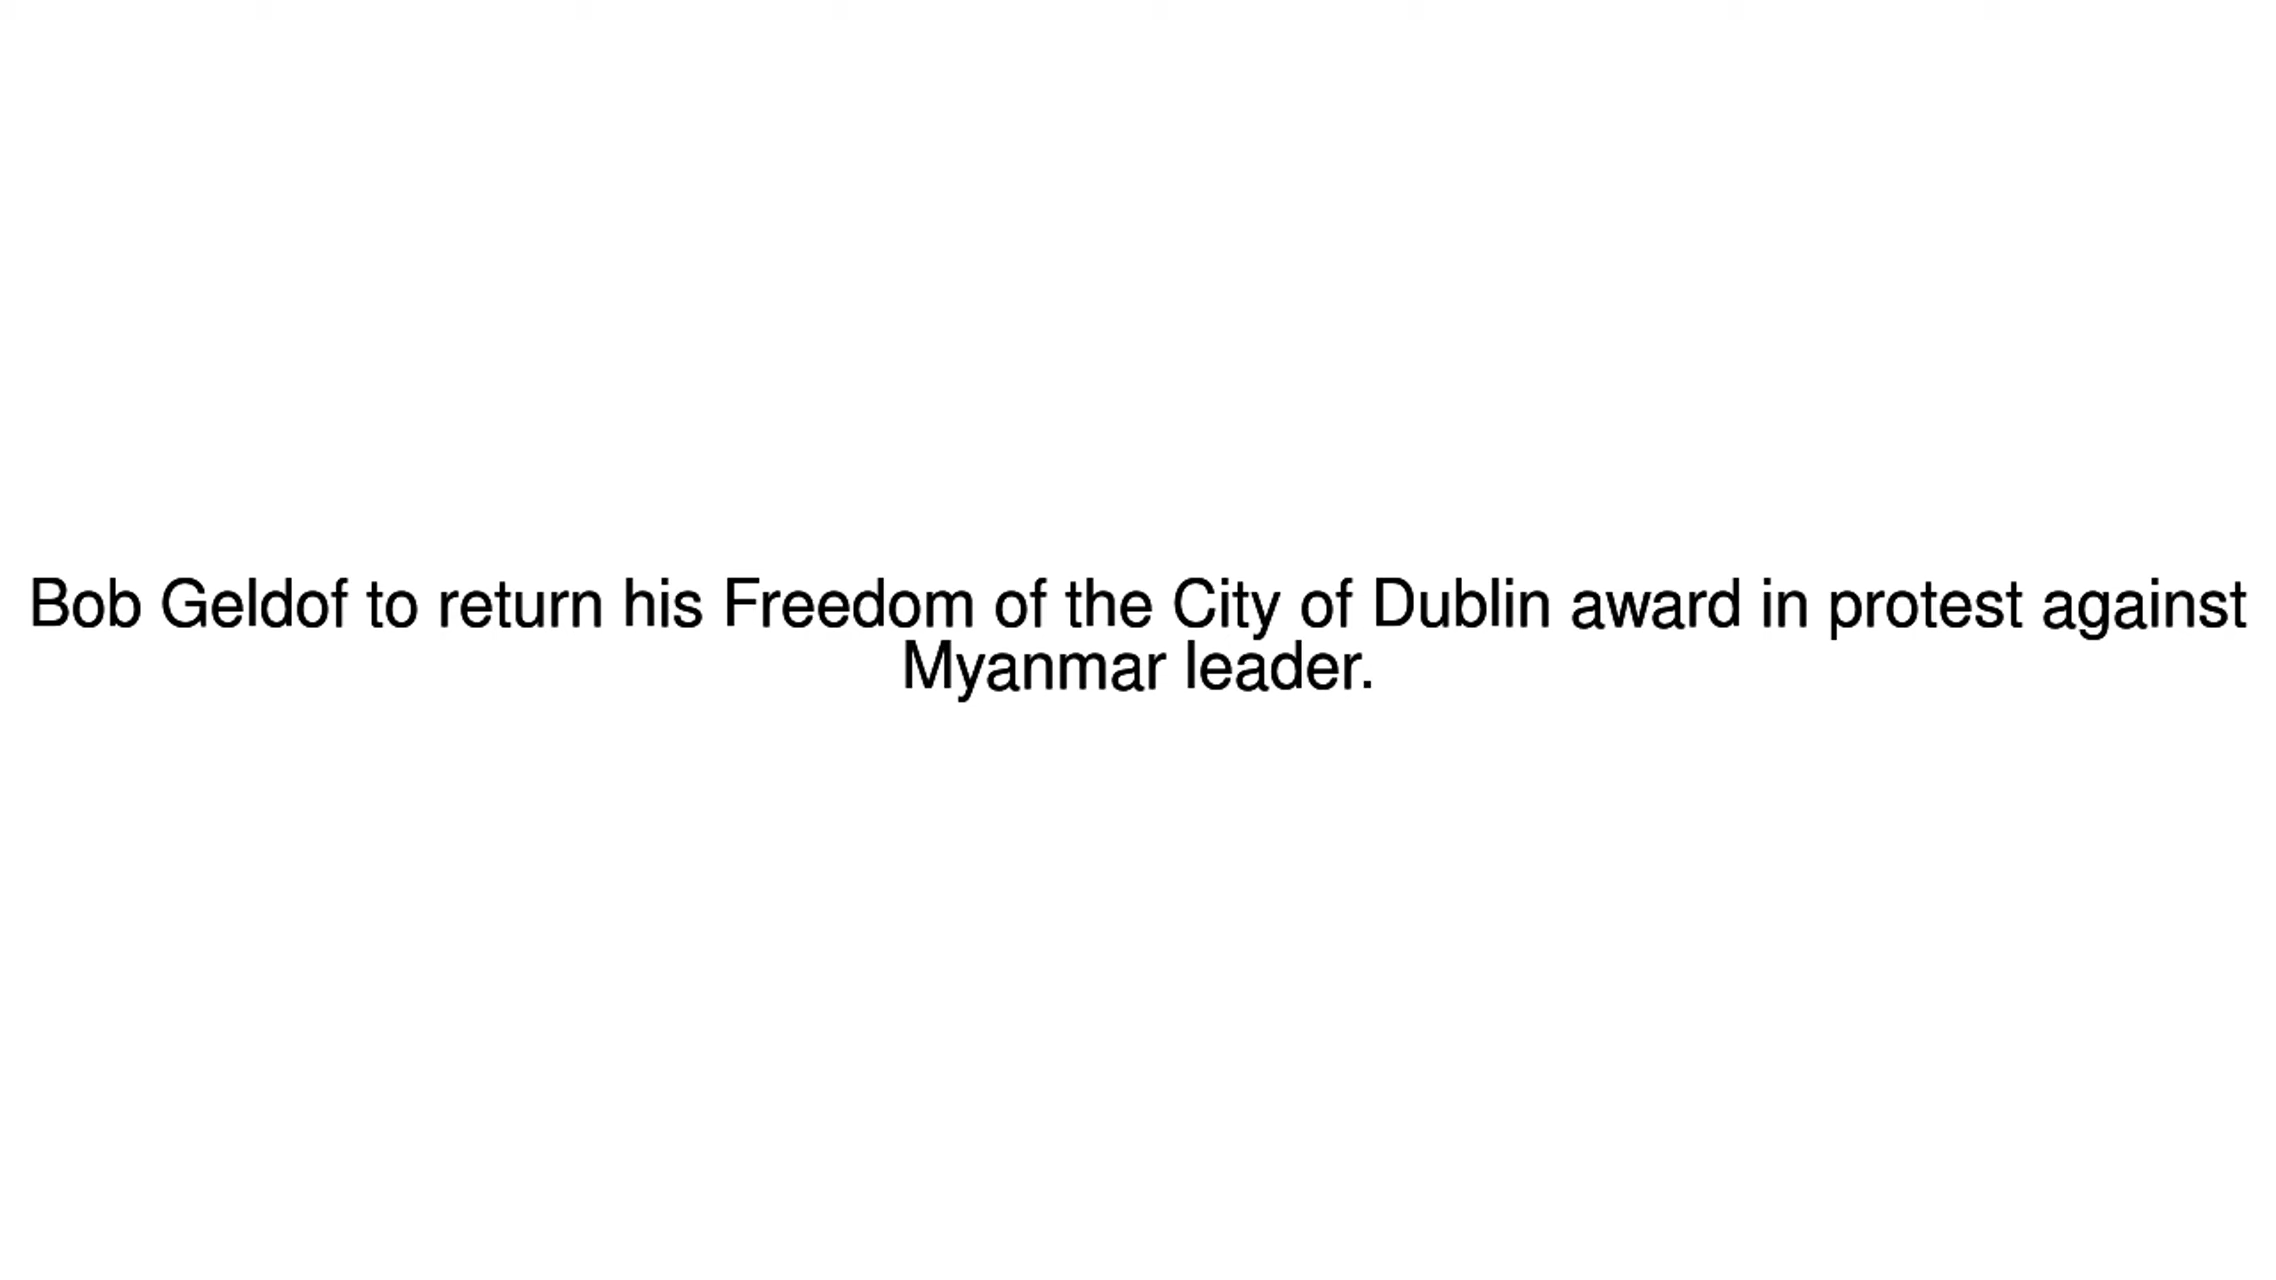 Bob Geldof to return his Freedom of the City of Dublin award in protest against
Myanmar leader.